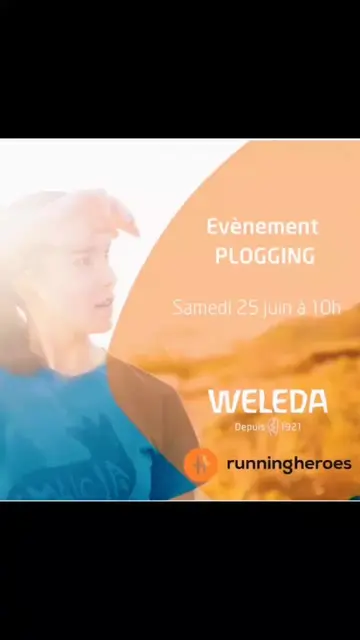 Evènement
PLOGGING
Samedi 25 juin à 10h
WELEDA
Depuis 1921
runningheroes